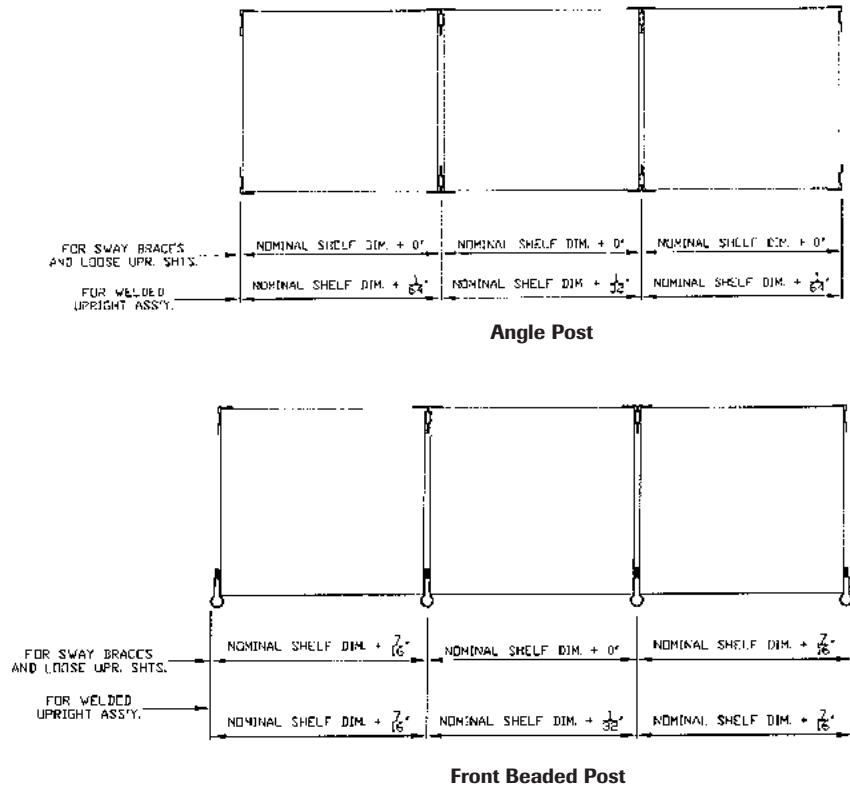 FOR SWAY BRACES
AND LOOSE UPR. SHTS.
NOMINAL SHELF DIM. + 0"
NOMINAL SHELF DIM. + 0"
NOMINAL SHELF DIM. + 0"
FOR WELDED
UPRIGHT ASS'Y.
NOMINAL SHELF DIM. + 1/64"
NOMINAL SHELF DIM + 1/32"
NOMINAL SHELF DIM. + 1/64"
Angle Post
FOR SWAY BRACES
AND LOOSE UPR. SHTS.
NOMINAL SHELF DIM. + 7/16"
NOMINAL SHELF DIM. + 0"
NOMINAL SHELF DIM. + 7/16"
FOR WELDED
UPRIGHT ASS'Y.
NOMINAL SHELF DIM. + 7/16"
NOMINAL SHELF DIM. + 1/32"
NOMINAL SHELF DIM. + 7/16"
Front Beaded Post